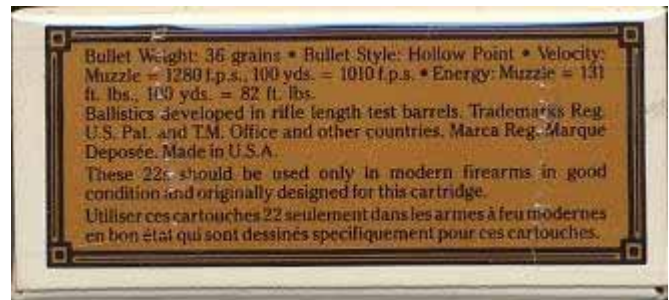 Bullet Weight: 36 grains • Bullet Style: Hollow Point • Velocity:
Muzzle = 1280 f.p.s., 100 yds. = 1010 f.p.s. • Energy: Muzzle = 131
ft. lbs., 100 yds. = 82 ft. lbs.
Ballistics developed in rifle length test barrels. Trademarks Reg.
U.S. Pat. and T.M. Office and other countries. Marca Reg. Marque
Deposée. Made in U.S.A.
These 22s should be used only in modern firearms in good
condition and originally designed for this cartridge.
Utiliser ces cartouches 22 seulement dans les armes à feu modernes
en bon état qui sont dessinés specifiquement pour ces cartouches.